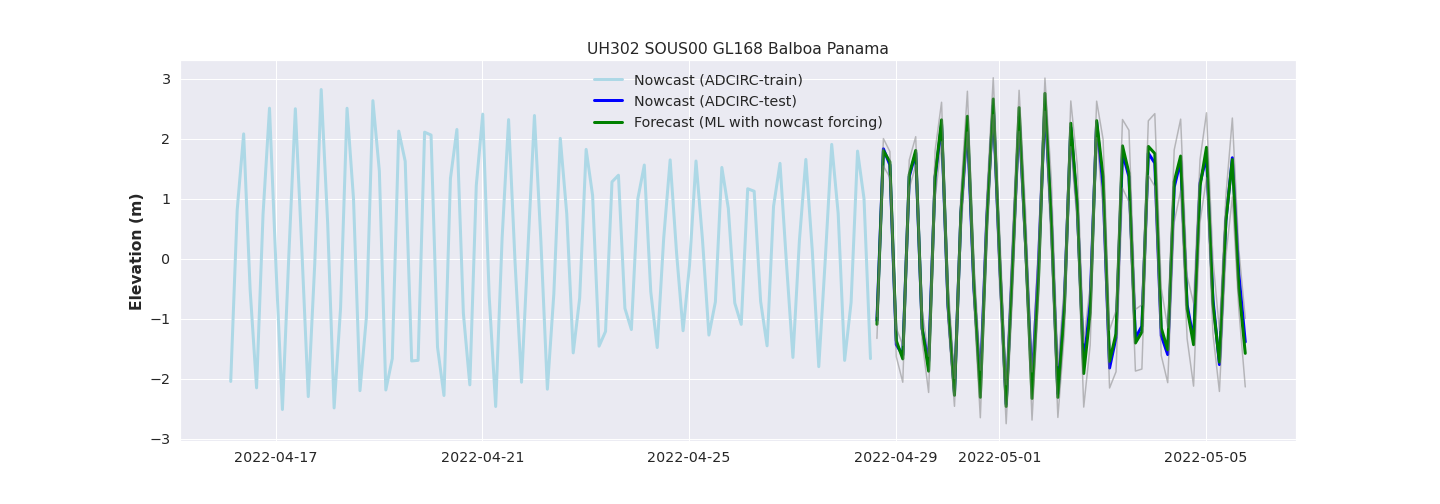 UH302 SOUS00 GL168 Balboa Panama
Nowcast (ADCIRC-train)
Nowcast (ADCIRC-test)
Forecast (ML with nowcast forcing)
Elevation (m)
3
2
1
0
−1
−2
−3
2022-04-17 2022-04-21 2022-04-25 2022-04-29 2022-05-01 2022-05-05